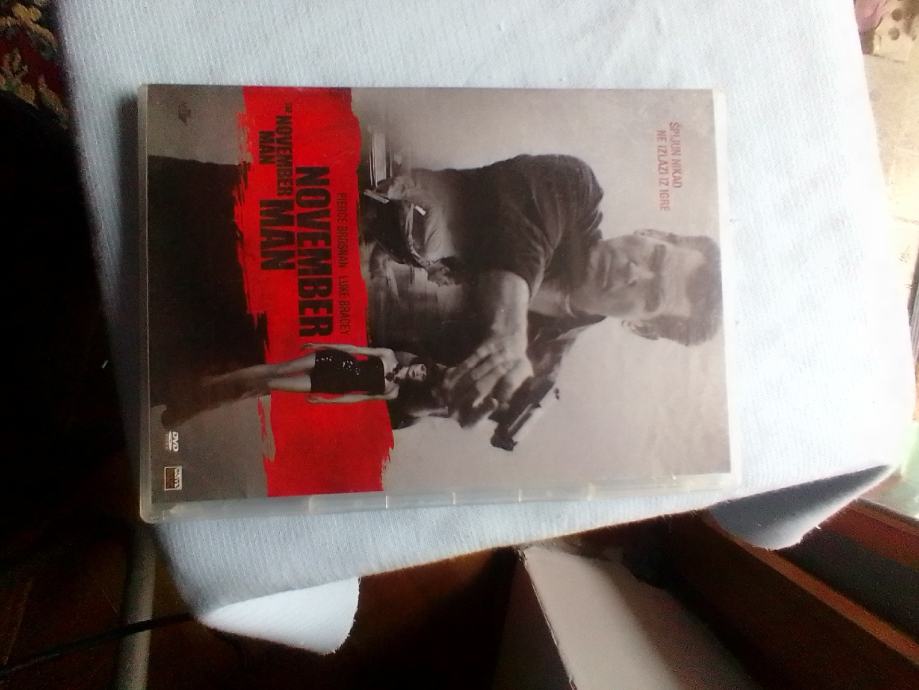 ŠPIJUN NIKAD
NE IZLAZI IZ IGRE
PIERCE BROSNAN LUKE BRACEY
NOVEMBER
MAN
THE NOVEMBER
MAN
DVD